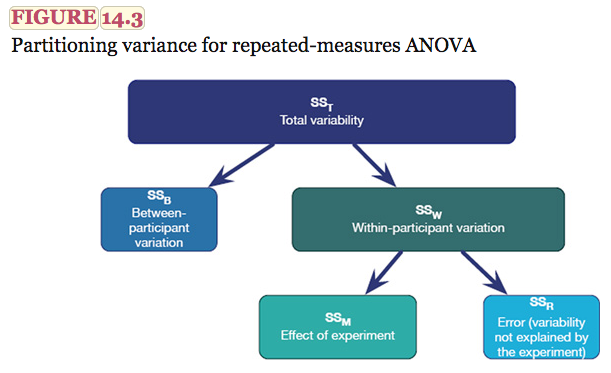 FIGURE 14.3
Partitioning variance for repeated-measures ANOVA
SST
Total variability
SSB
Between-
participant
variation
SSW
Within-participant variation
SSM
Effect of experiment
SSR
Error (variability
not explained by
the experiment)